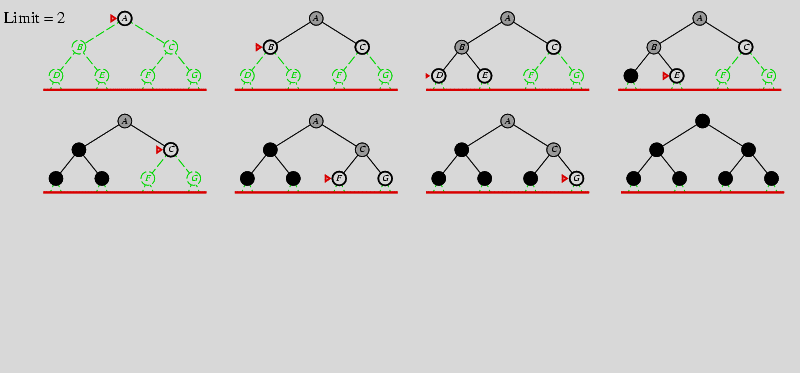 Limit = 2
A A A A
B C B C B C B C
D E F G D E F G D E F G E F G
A A A
C C C
F G F G G